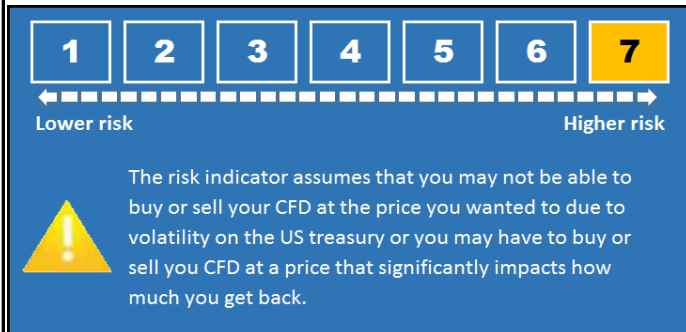 1 2 3 4 5 6 7
Lower risk Higher risk
The risk indicator assumes that you may not be able to
buy or sell your CFD at the price you wanted to due to
volatility on the US treasury or you may have to buy or
sell you CFD at a price that significantly impacts how
much you get back.